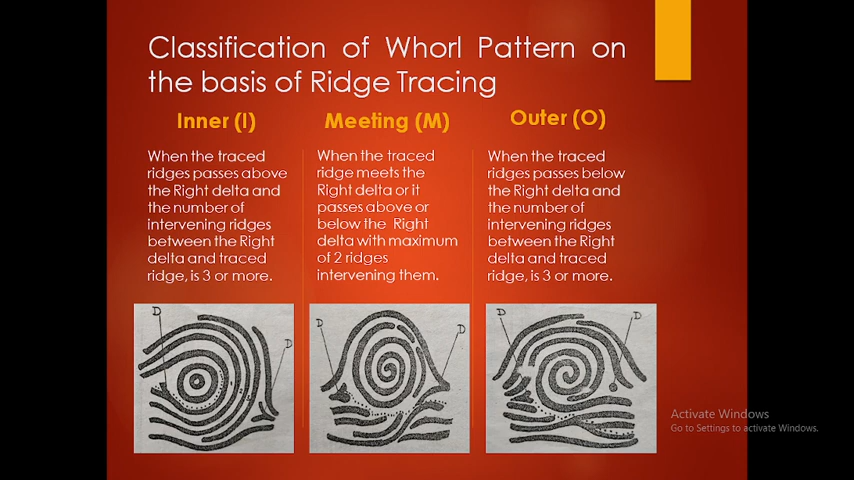 Classification of Whorl Pattern on
the basis of Ridge Tracing
Inner (I)
When the traced
ridges passes above
the Right delta and
the number of
intervening ridges
between the Right
delta and traced
ridge, is 3 or more.
Meeting (M)
When the traced
ridge meets the
Right delta or it
passes above or
below the Right
delta with maximum
of 2 ridges
intervening them.
Outer (O)
When the traced
ridges passes below
the Right delta and
the number of
intervening ridges
between the Right
delta and traced
ridge, is 3 or more.
D
D
D
D
D
D
Activate Windows
Go to Settings to activate Windows.